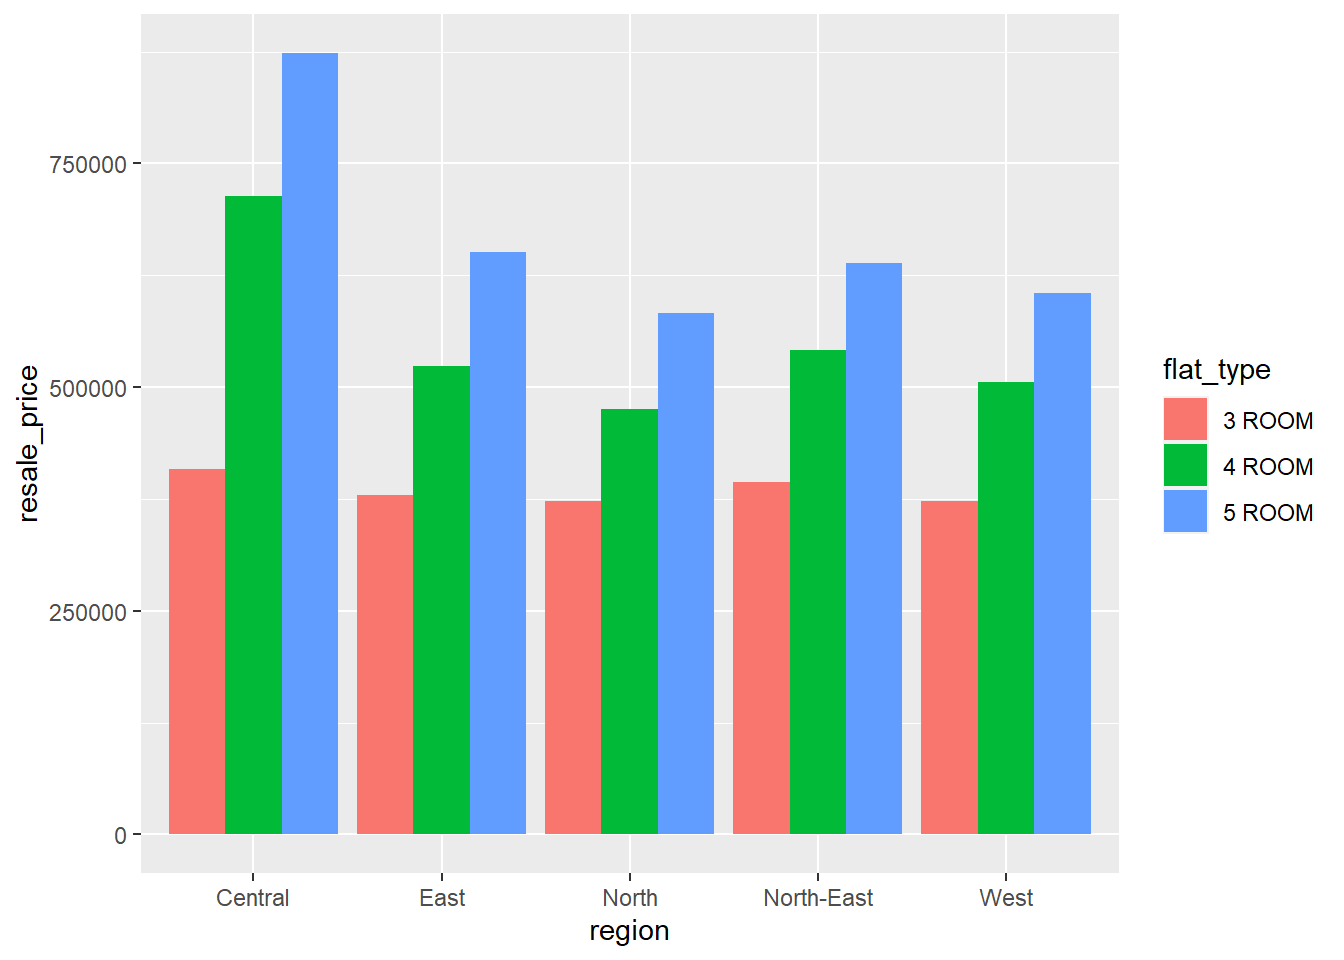 resale_price
750000
500000
250000
0
Central East North North-East West
region
flat_type
3 ROOM
4 ROOM
5 ROOM